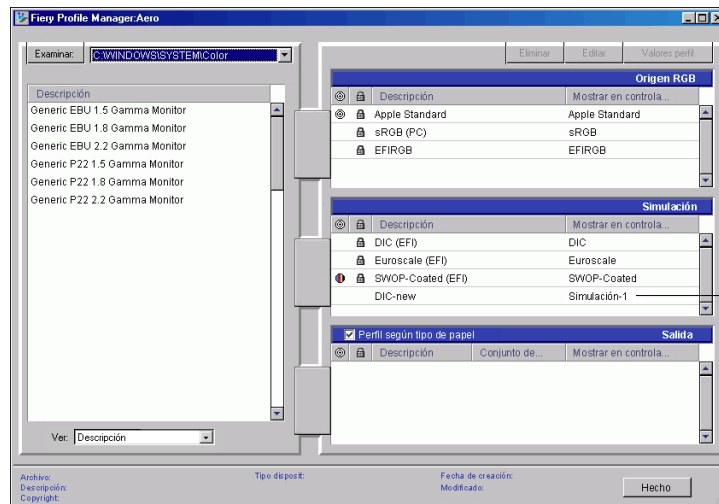 Fiery Profile Manager:Aero
Examinar: C:\WINDOWS\SYSTEM\Color
Descripción
Generic EBU 1.5 Gamma Monitor
Generic EBU 1.8 Gamma Monitor
Generic EBU 2.2 Gamma Monitor
Generic P22 1.5 Gamma Monitor
Generic P22 1.8 Gamma Monitor
Generic P22 2.2 Gamma Monitor
Ver: Descripción
Eliminar Editar Valores perfil
Origen RGB
Descripción Mostrar en controla...
Apple Standard Apple Standard
sRGB (PC) sRGB
EFIRGB EFIRGB
Simulación
Descripción Mostrar en controla...
DIC (EFI) DIC
Euroscale (EFI) Euroscale
SWOP-Coated (EFI) SWOP-Coated
DIC-new Simulación-1
Perfil según tipo de papel Salida
Descripción Conjunto de... Mostrar en controla...
Archivo: Tipo disposit: Fecha de creación:
Descripción: Modificado:
Copyright:
Hecho